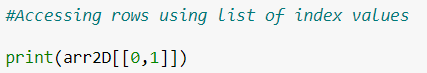 #Accessing rows using list of index values
print(arr2D[[0,1]])